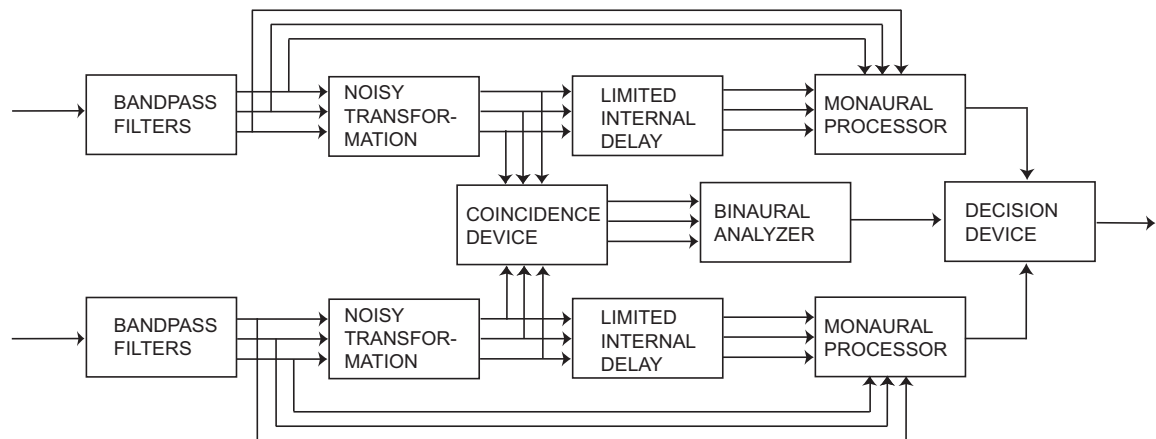 BANDPASS
FILTERS
NOISY
TRANSFOR-
MATION
LIMITED
INTERNAL
DELAY
MONAURAL
PROCESSOR
COINCIDENCE
DEVICE
BINAURAL
ANALYZER
DECISION
DEVICE
BANDPASS
FILTERS
NOISY
TRANSFOR-
MATION
LIMITED
INTERNAL
DELAY
MONAURAL
PROCESSOR